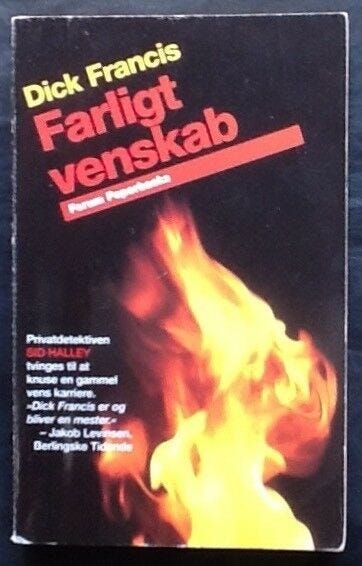 Dick Francis
Farligt
venskab
Forum Paperbacks
Privatdetektiven
SID HALLEY
tvinges til at
knuse en gammel
vens karriere.
»Dick Francis er og
bliver en mester.«
– Jakob Levinsen,
Berlingske Tidende